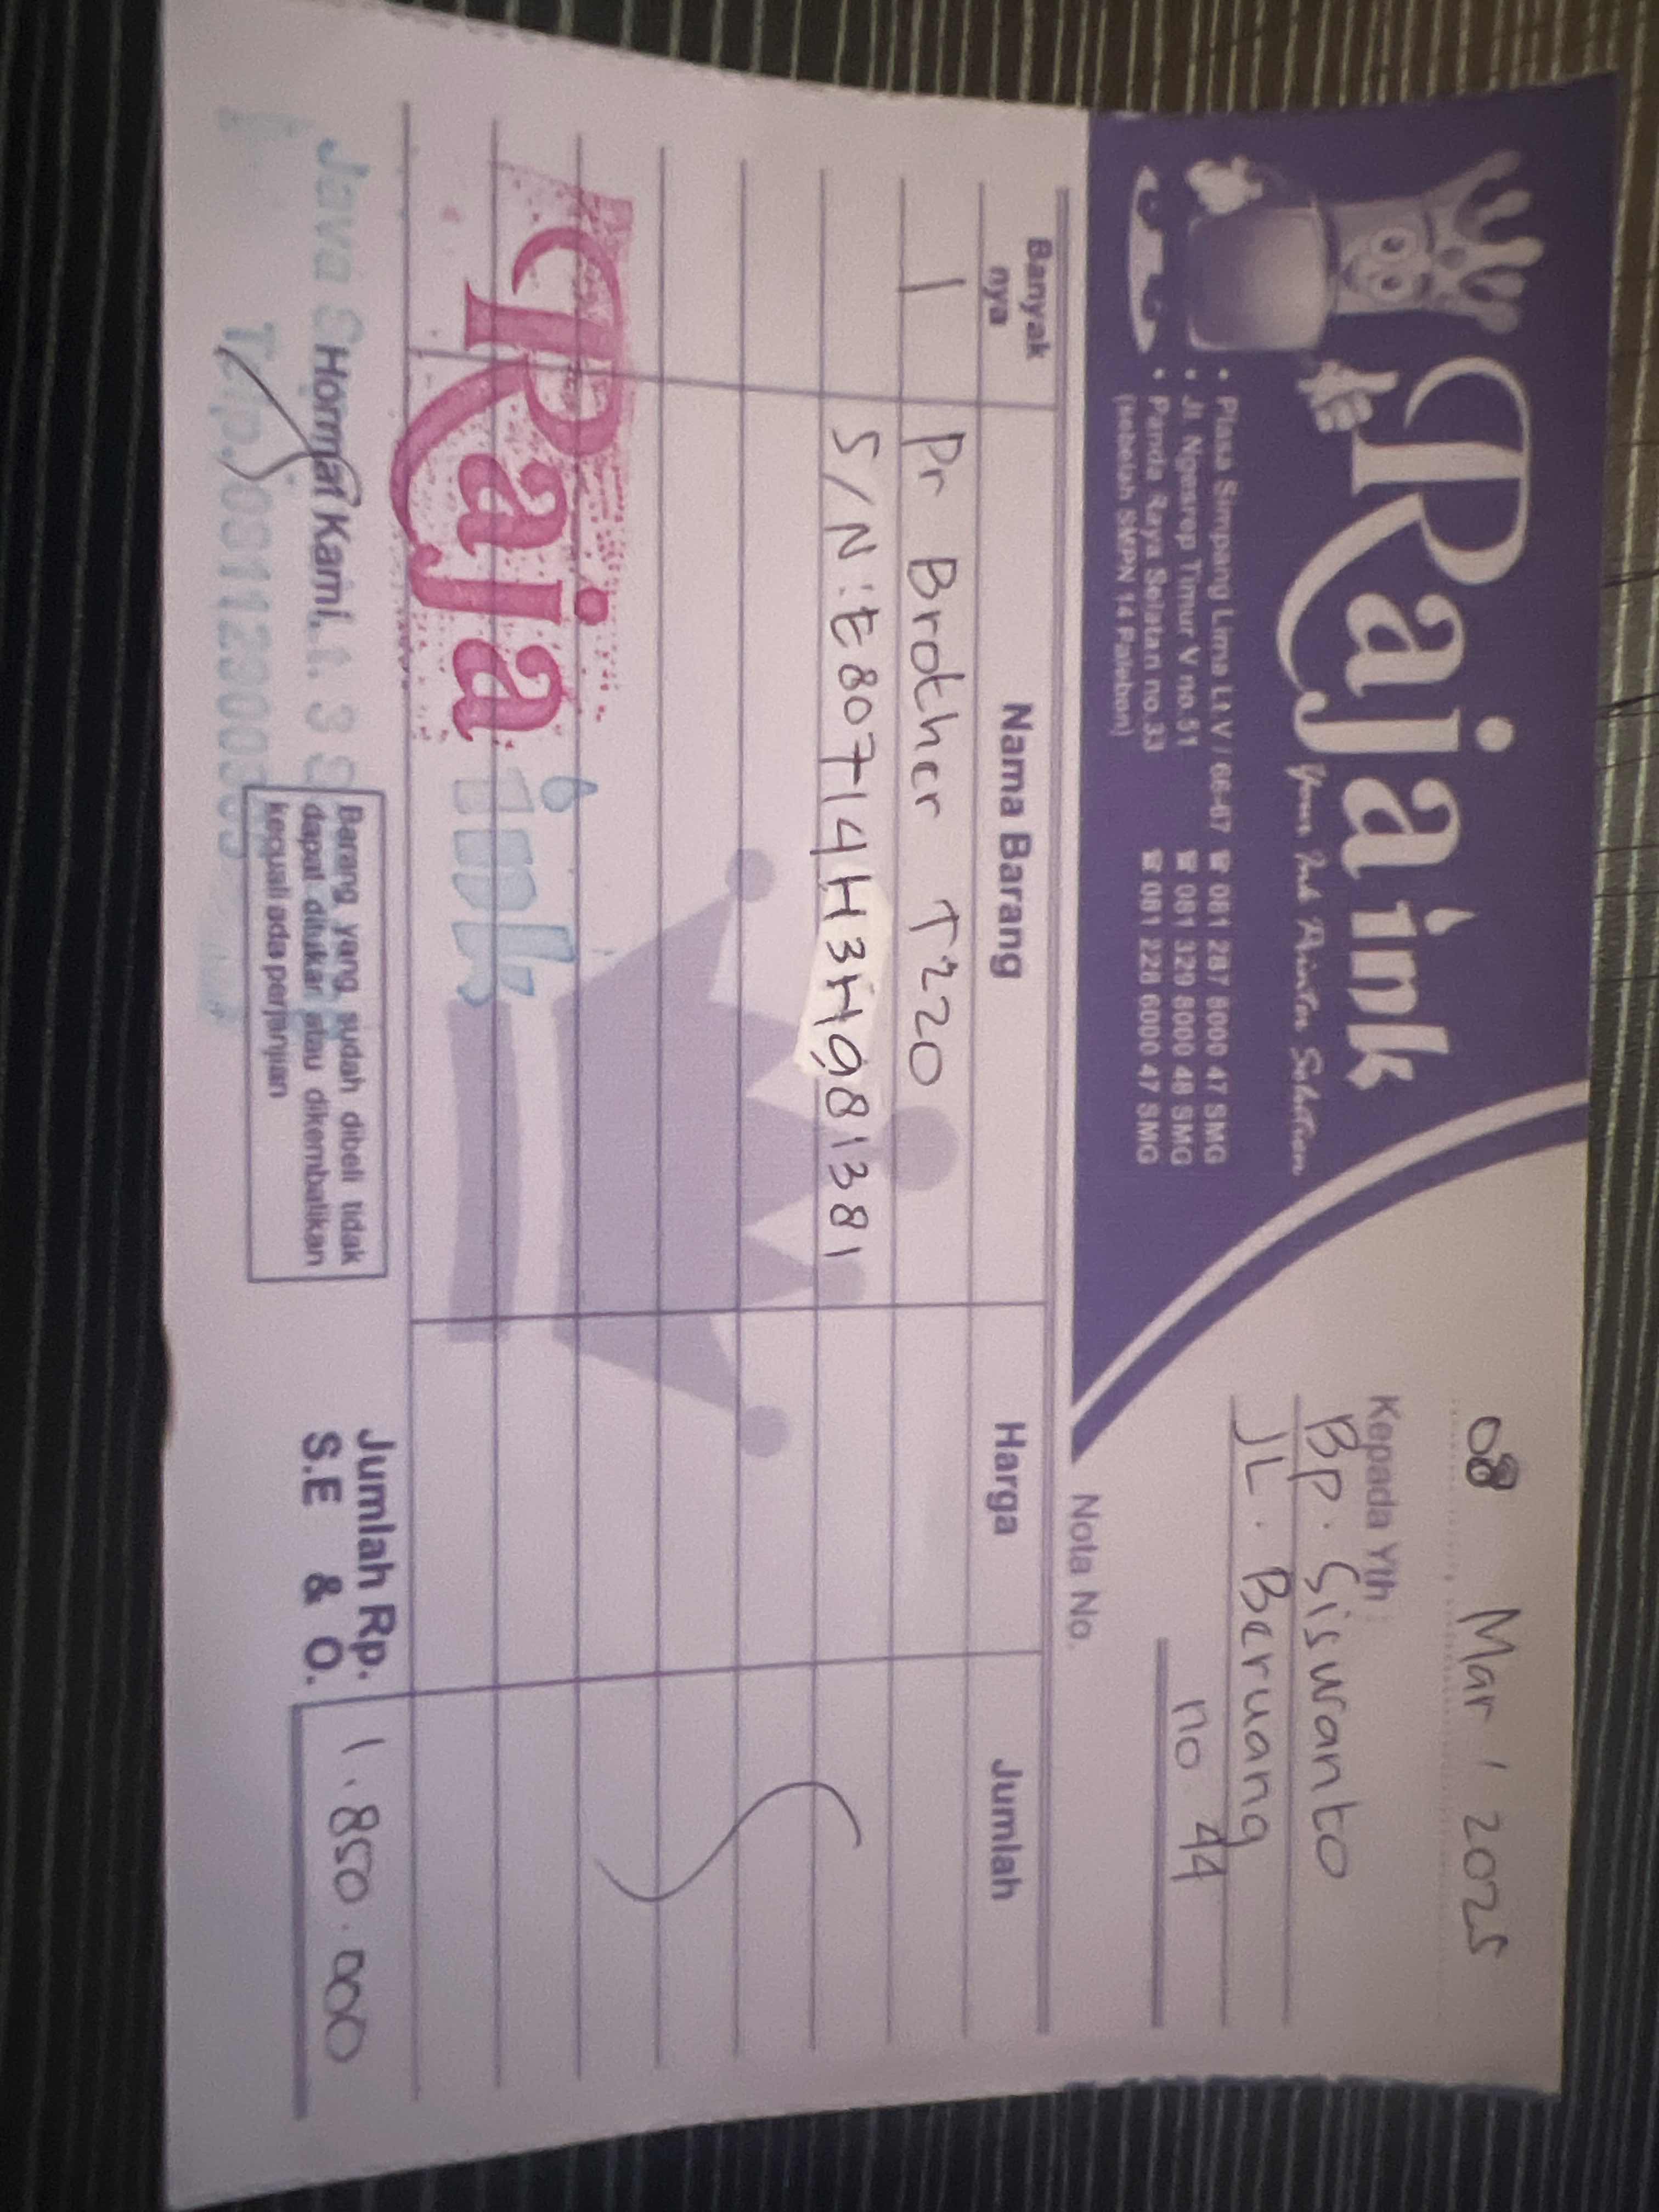 Raja ink
Your Ink Printer Solution
• Plasa Simpang Lima Lt.V / 66-67 ☎ 081 287 8000 47 SMG
• Jl. Ngesrep Timur V no.51 ☎ 081 329 8000 48 SMG
• Panda Raya Selatan no.33 ☎ 081 228 6000 47 SMG
(sebelah SMPN 14 Palebon)
08 Mar, 2025
Kepada Yth :
Bp. Siswanto
JL. Beruang
no 44
Nota No.
Banyak nya Nama Barang Harga Jumlah
1 Pr Brother T220
S/N : E80714H3H981381
Raja ink
Jumlah Rp. 1.850.000
S.E & O.
Hormat Kami,
Barang yang sudah dibeli tidak
dapat ditukar atau dikembalikan
kecuali ada perjanjian
Java